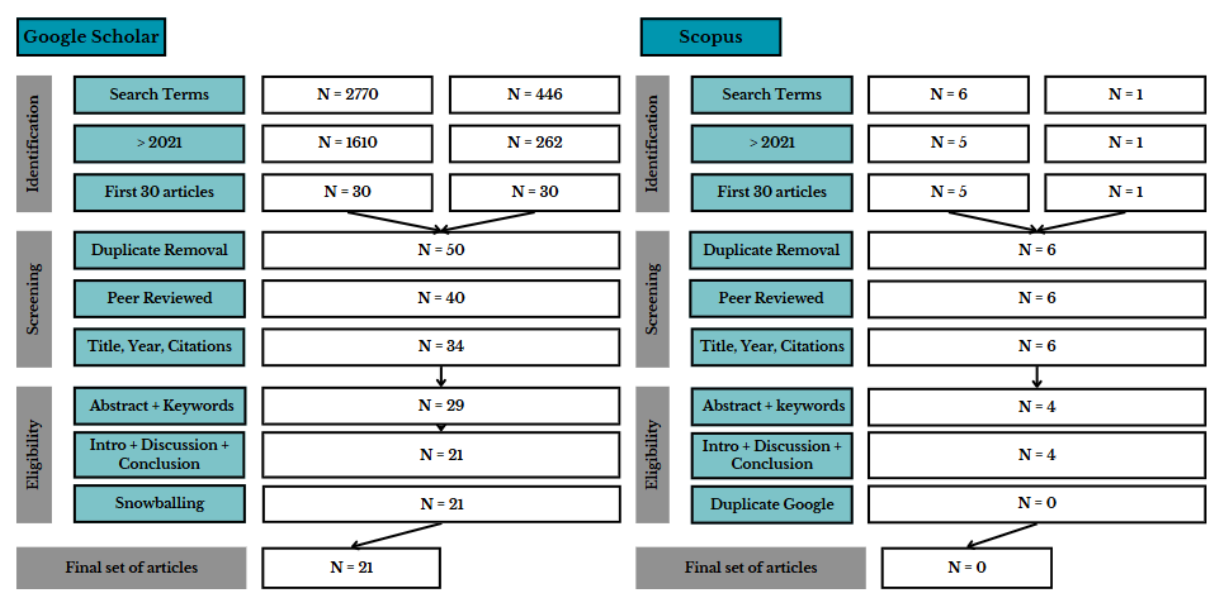 Google Scholar
Identification
Search Terms
N = 2770
N = 446
> 2021
N = 1610
N = 262
First 30 articles
N = 30
N = 30
Screening
Duplicate Removal
N = 50
Peer Reviewed
N = 40
Title, Year, Citations
N = 34
Eligibility
Abstract + Keywords
N = 29
Intro + Discussion +
Conclusion
N = 21
Snowballing
N = 21
Final set of articles
N = 21
Scopus
Identification
Search Terms
N = 6
N = 1
> 2021
N = 5
N = 1
First 30 articles
N = 5
N = 1
Screening
Duplicate Removal
N = 6
Peer Reviewed
N = 6
Title, Year, Citations
N = 6
Eligibility
Abstract + keywords
N = 4
Intro + Discussion +
Conclusion
N = 4
Duplicate Google
N = 0
Final set of articles
N = 0